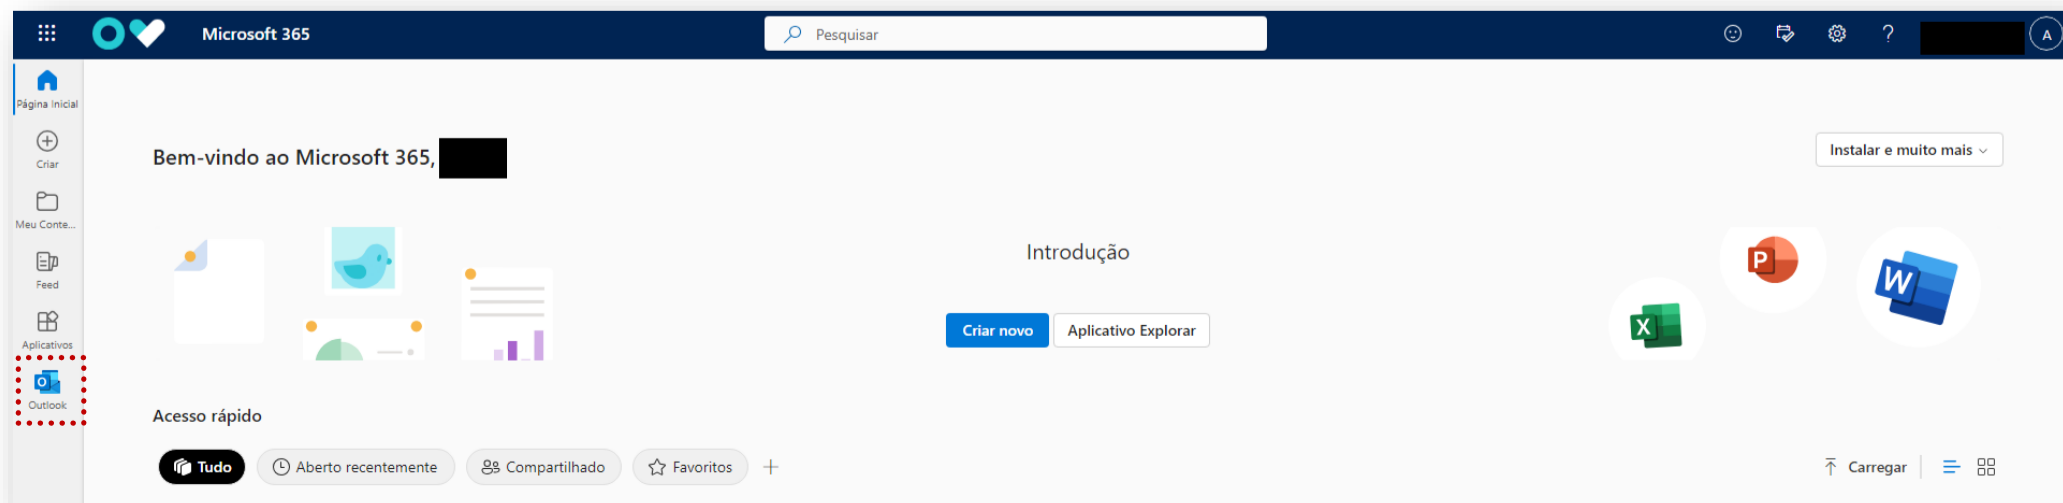 Microsoft 365
Pesquisar
?
A
Página Inicial
Criar
Meu Conte...
Feed
Aplicativos
Outlook
Bem-vindo ao Microsoft 365,
Instalar e muito mais
Introdução
Criar novo
Aplicativo Explorar
P
W
X
O
Acesso rápido
Tudo
Aberto recentemente
Compartilhado
Favoritos
+
Carregar